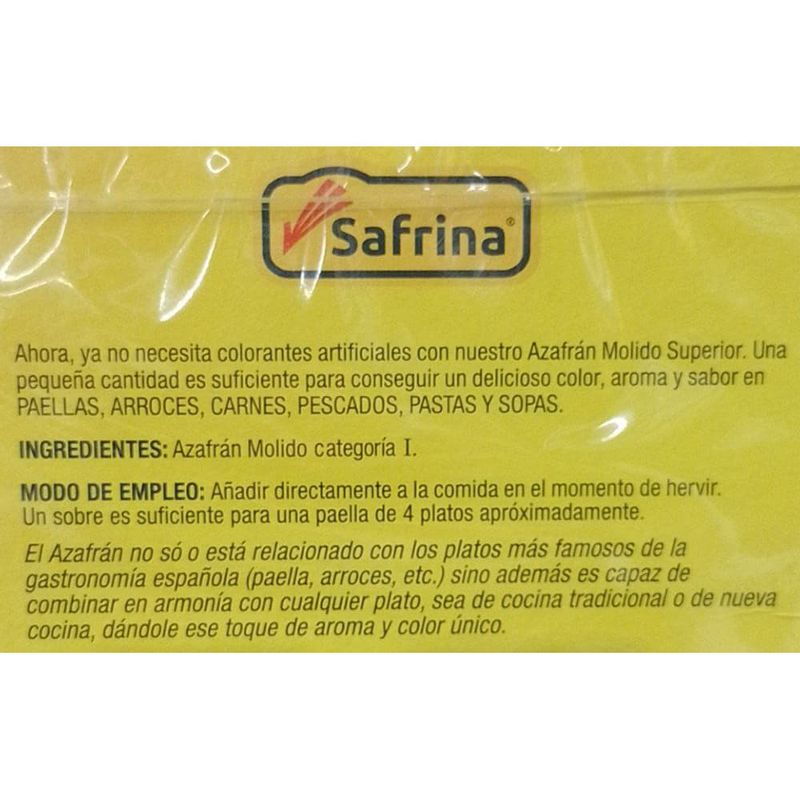 Safrina®
Ahora, ya no necesita colorantes artificiales con nuestro Azafrán Molido Superior. Una
pequeña cantidad es suficiente para conseguir un delicioso color, aroma y sabor en
PAELLAS, ARROCES, CARNES, PESCADOS, PASTAS Y SOPAS.
INGREDIENTES: Azafrán Molido categoría I.
MODO DE EMPLEO: Añadir directamente a la comida en el momento de hervir.
Un sobre es suficiente para una paella de 4 platos apróximadamente.
El Azafrán no só o está relacionado con los platos más famosos de la
gastronomía española (paella, arroces, etc.) sino además es capaz de
combinar en armonía con cualquier plato, sea de cocina tradicional o de nueva
cocina, dándole ese toque de aroma y color único.